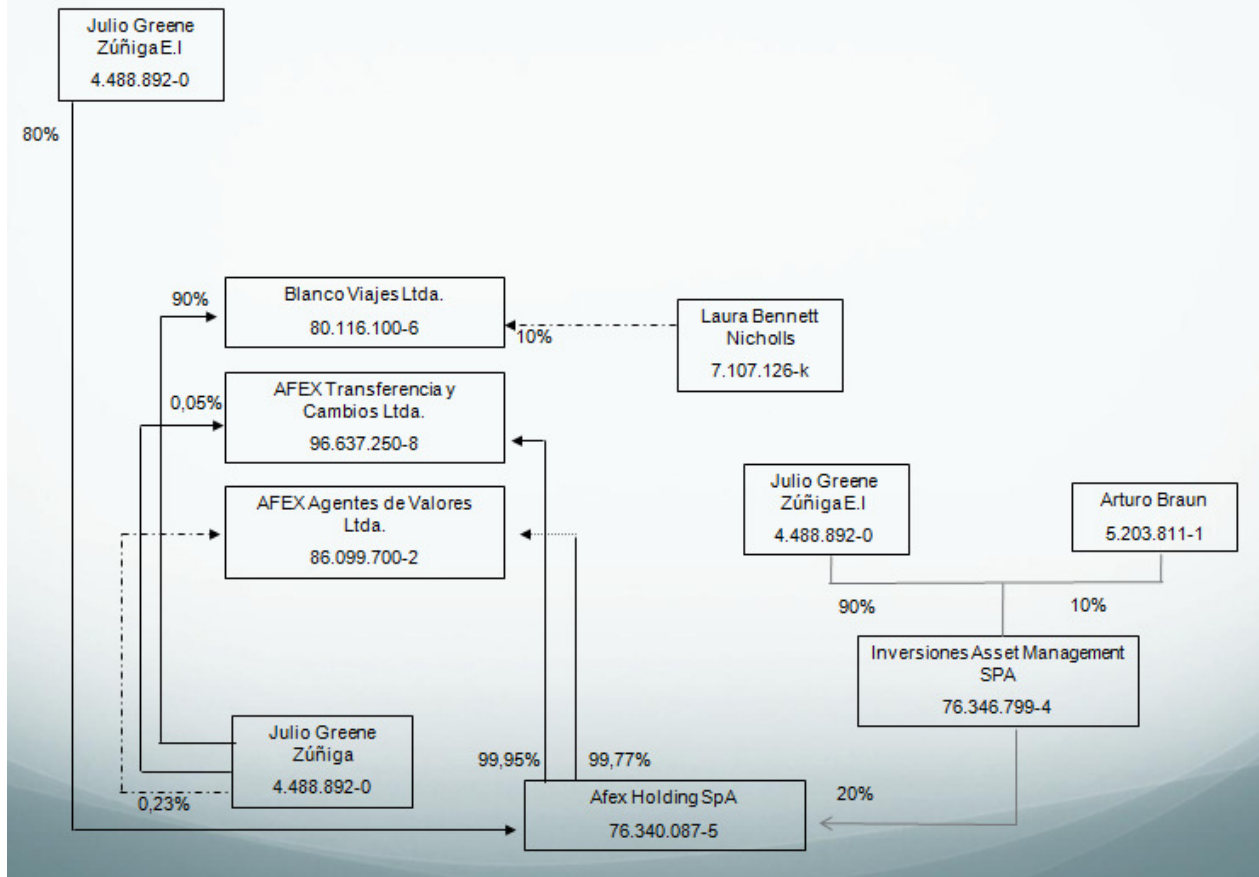 Julio Greene
Zúñiga E.I
4.488.892-0
80%
90%
Blanco Viajes Ltda.
80.116.100-6
10%
Laura Bennett
Nicholls
7.107.126-k
0,05%
AFEX Transferencia y
Cambios Ltda.
96.637.250-8
AFEX Agentes de Valores
Ltda.
86.099.700-2
Julio Greene
Zúñiga E.I
4.488.892-0
Arturo Braun
5.203.811-1
90%
10%
Inversiones Asset Management
SPA
76.346.799-4
Julio Greene
Zúñiga
4.488.892-0
0,23%
99,95%
99,77%
Afex Holding SpA
76.340.087-5
20%